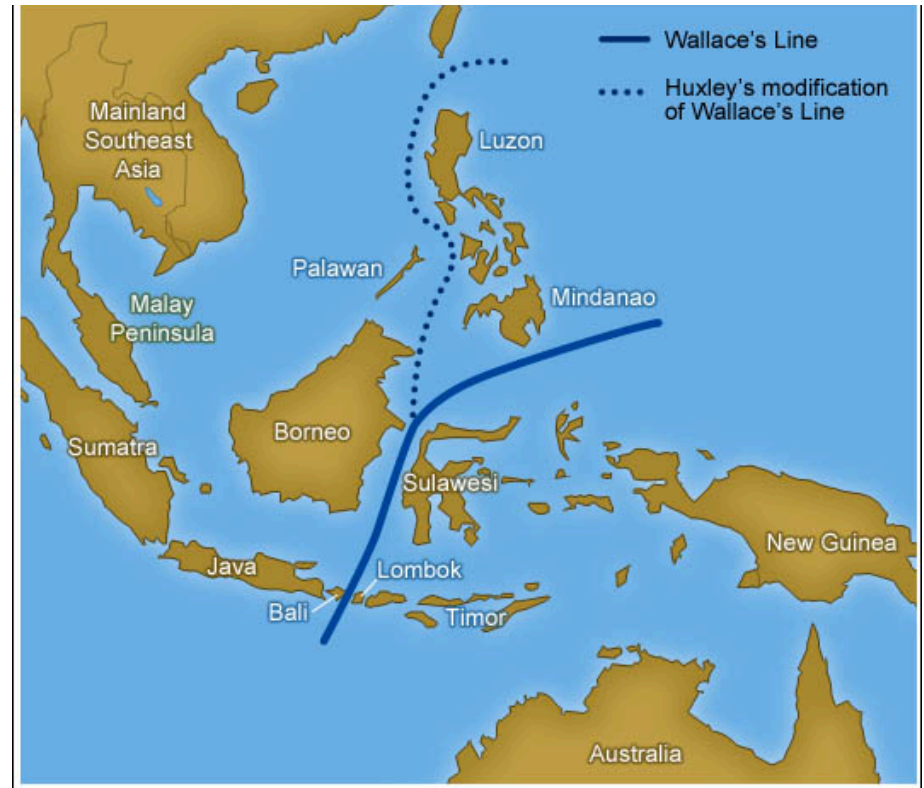 Wallace's Line
Huxley's modification
of Wallace's Line
Mainland
Southeast
Asia
Luzon
Palawan
Mindanao
Malay
Peninsula
Borneo
Sumatra
Sulawesi
New Guinea
Java
Lombok
Bali
Timor
Australia